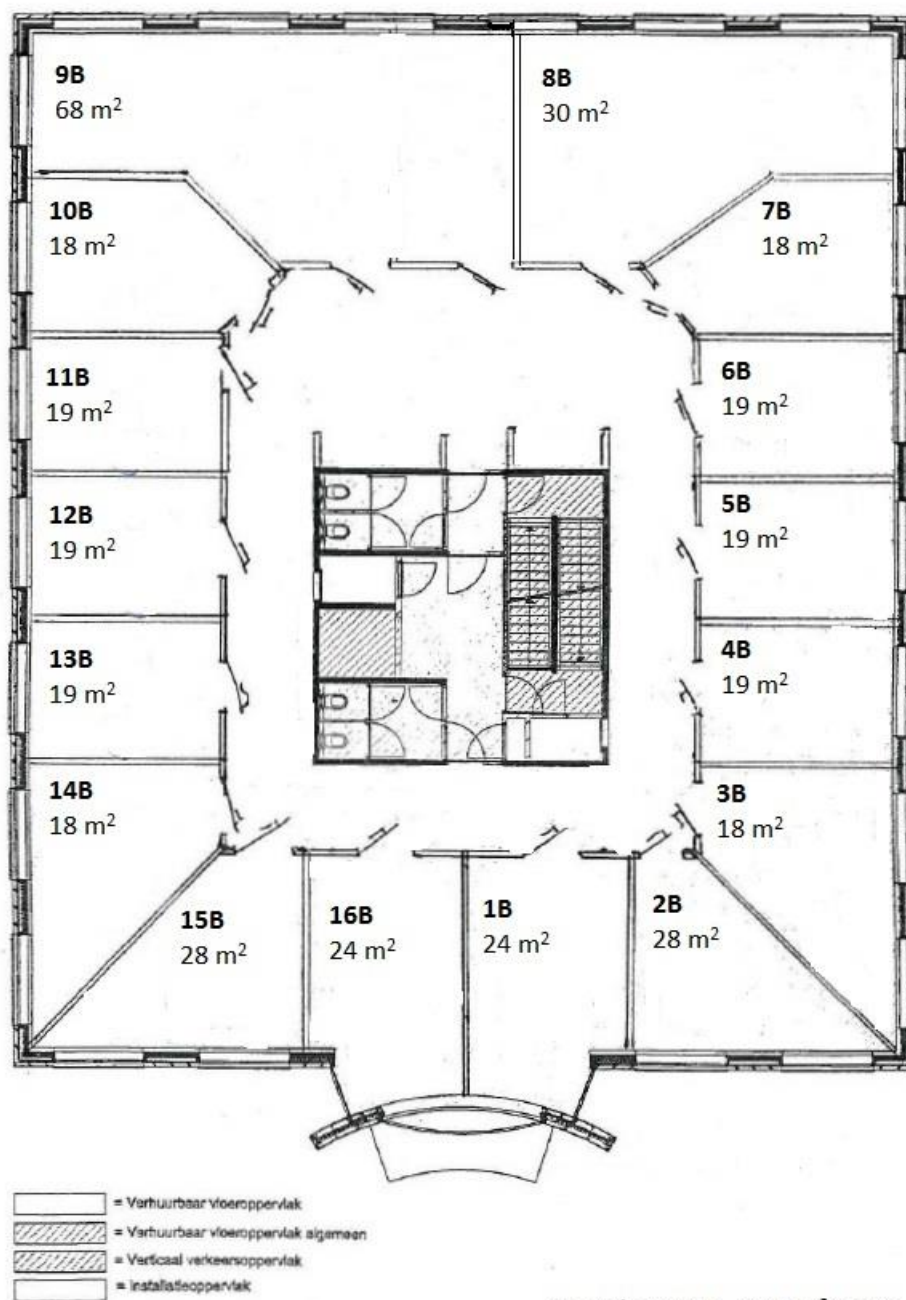 9B
68 m²
8B
30 m²
10B
18 m²
7B
18 m²
11B
19 m²
6B
19 m²
12B
19 m²
5B
19 m²
13B
19 m²
4B
19 m²
14B
18 m²
3B
18 m²
15B
28 m²
16B
24 m²
1B
24 m²
2B
28 m²
= Verhuurbaar vloeroppervlak
= Verhuurbaar vloeroppervlak algemeen
= Verticaal verkeersoppervlak
= Installatieoppervlak